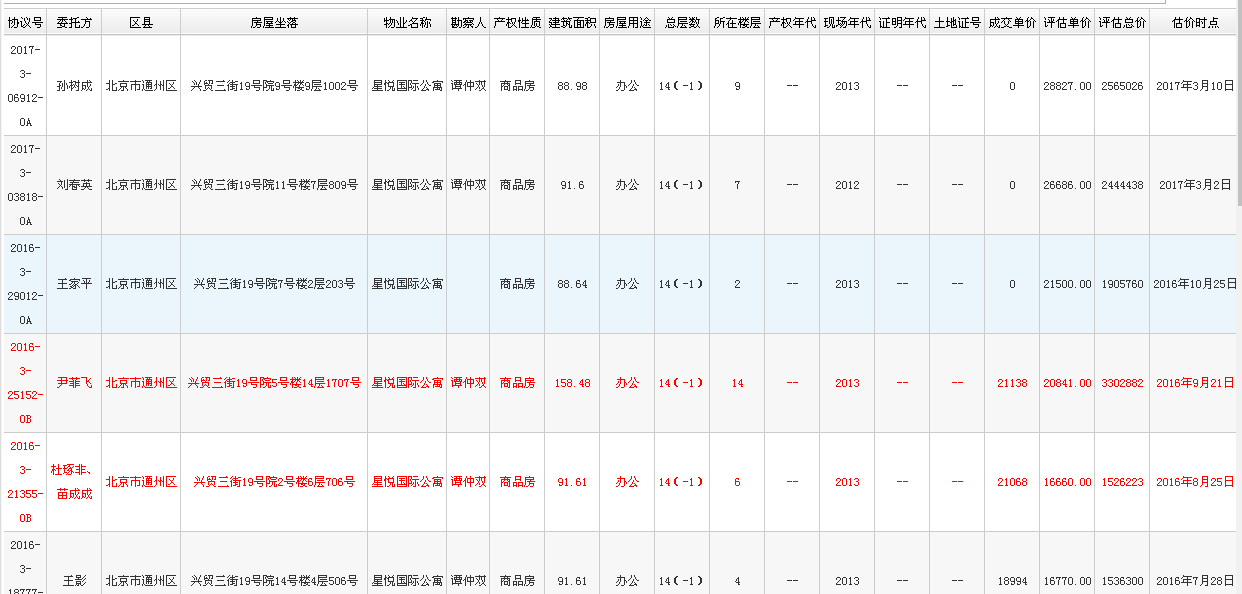 协议号 委托方 区县 房屋坐落 物业名称 勘察人 产权性质 建筑面积 房屋用途 总层数 所在楼层 产权年代 现场年代 证明年代 土地证号 成交单价 评估单价 评估总价 估价时点
2017-
3-
06912-
0A
孙树成 北京市通州区 兴贸三街19号院9号楼9层1002号 星悦国际公寓 谭仲双 商品房 88.98 办公 14(-1) 9 -- 2013 -- -- 0 28827.00 2565026 2017年3月10日
2017-
3-
03818-
0A
刘春英 北京市通州区 兴贸三街19号院11号楼7层809号 星悦国际公寓 谭仲双 商品房 91.6 办公 14(-1) 7 -- 2012 -- -- 0 26686.00 2444438 2017年3月2日
2016-
3-
29012-
0A
王家平 北京市通州区 兴贸三街19号院7号楼2层203号 星悦国际公寓 商品房 88.64 办公 14(-1) 2 -- 2013 -- -- 0 21500.00 1905760 2016年10月25日
2016-
3-
25152-
0B
尹菲飞 北京市通州区 兴贸三街19号院5号楼14层1707号 星悦国际公寓 谭仲双 商品房 158.48 办公 14(-1) 14 -- 2013 -- -- 21138 20841.00 3302882 2016年9月21日
2016-
3-
21355-
0B
杜琢非、
苗成成
北京市通州区 兴贸三街19号院2号楼6层706号 星悦国际公寓 谭仲双 商品房 91.61 办公 14(-1) 6 -- 2013 -- -- 21068 16660.00 1526223 2016年8月25日
2016-
3-
18777-
王影 北京市通州区 兴贸三街19号院14号楼4层506号 星悦国际公寓 谭仲双 商品房 91.61 办公 14(-1) 4 -- 2013 -- -- 18994 16770.00 1536300 2016年7月28日